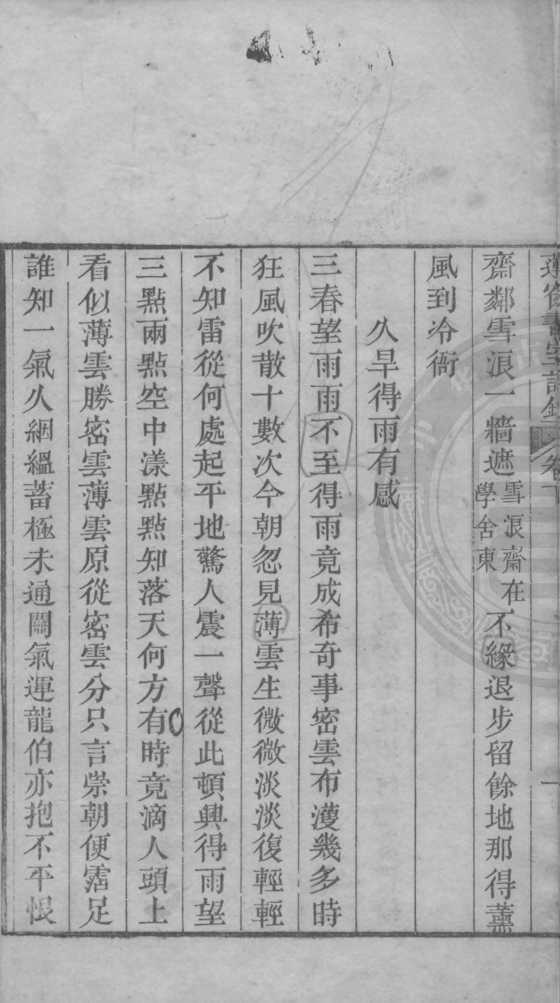 齋鄰雪浪一牆遮雪浪齋在學舍東不緣退步留餘地那得薰
風到冷衙
久旱得雨有感
三春望雨雨不至得雨竟成希奇事密雲布濩幾多時
狂風吹散十數次今朝忽見薄雲生微微淡淡復輕輕
不知雷從何處起平地驚人震一聲從此頓興得雨望
三點兩點空中漾點點知落天何方有時竟滴人頭上
看似薄雲勝密雲薄雲原從密雲分只言崇朝便霑足
誰知一氣久絪縕蓄極未通關氣運龍伯亦抱不平恨